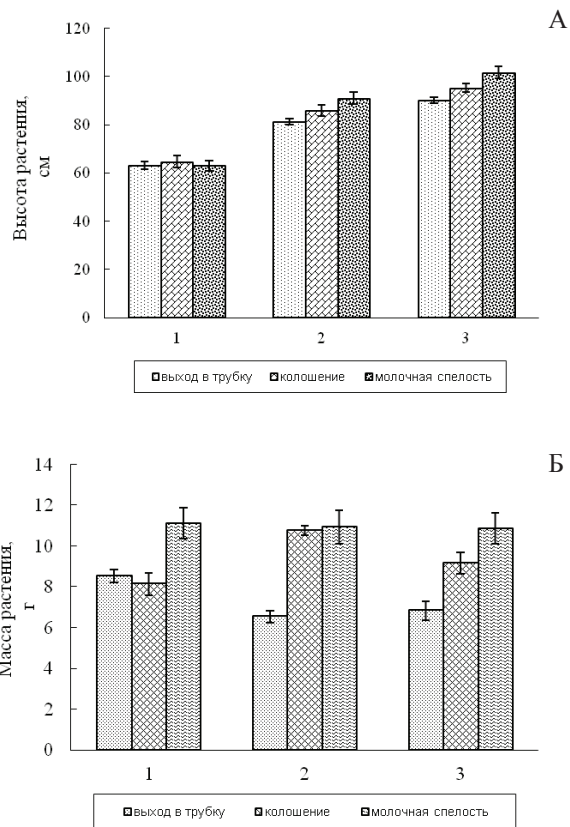 А
120
100
80
60
40
20
0
Высота растения,
см
1 2 3
выход в трубку колошение молочная спелость
Б
14
12
10
8
6
4
2
0
Масса растения,
г
1 2 3
выход в трубку колошение молочная спелость